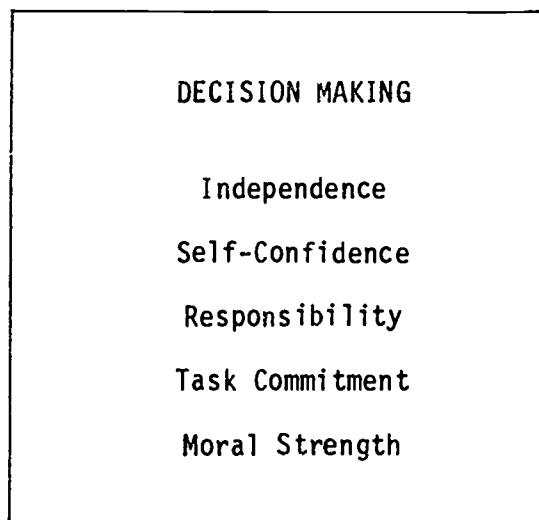 DECISION MAKING
Independence
Self-Confidence
Responsibility
Task Commitment
Moral Strength